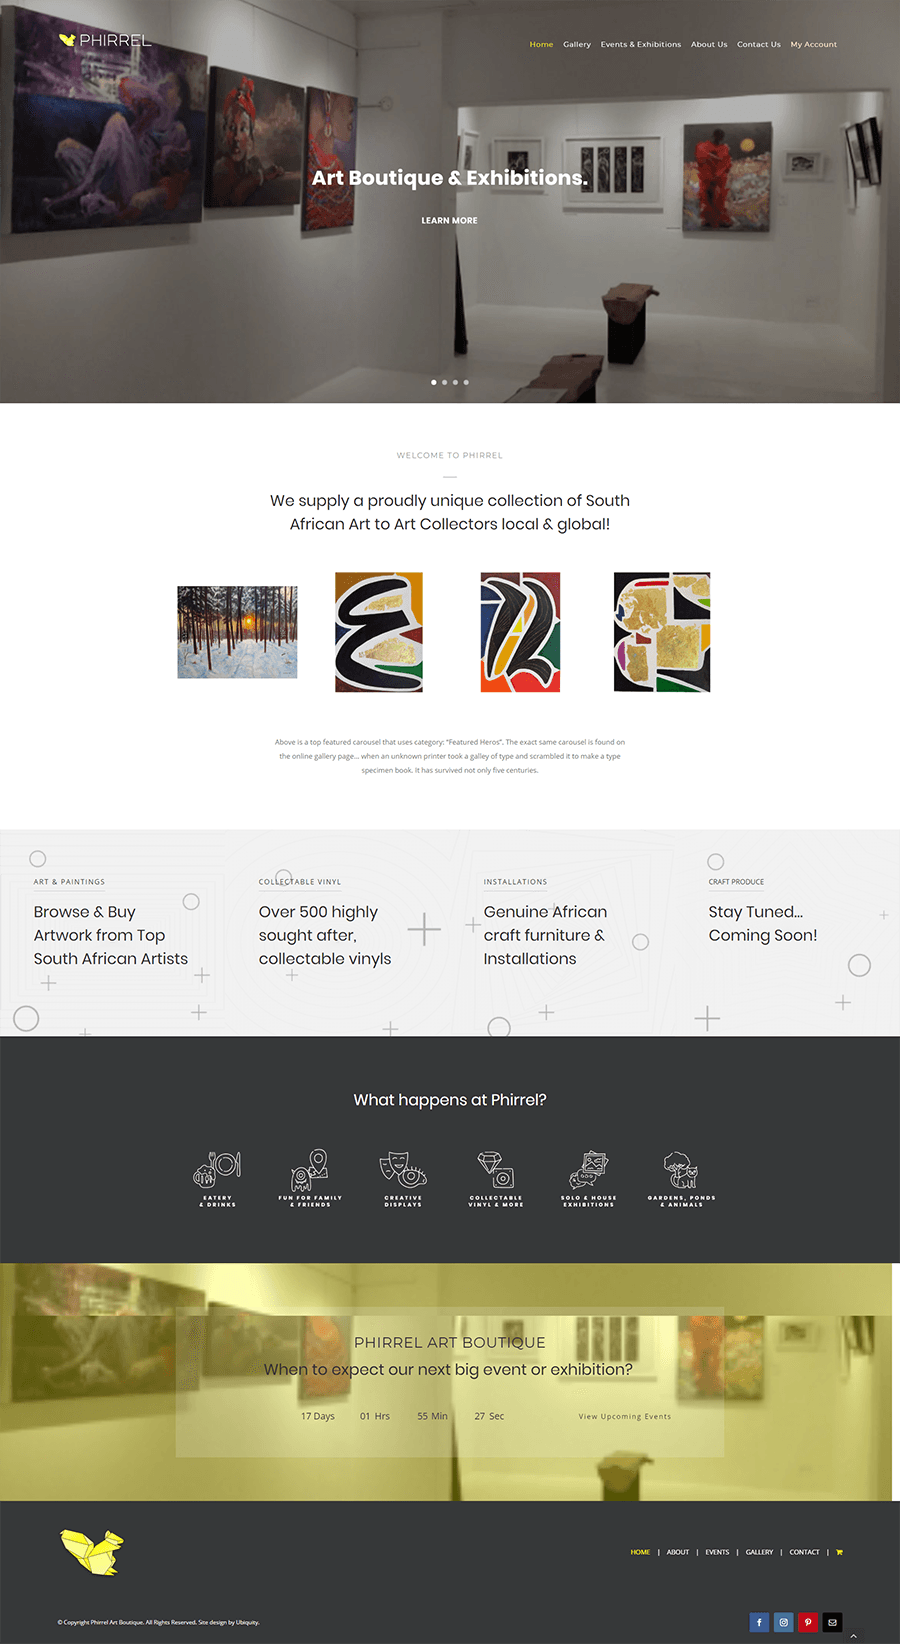 PHIRREL
Home Gallery Events & Exhibitions About Us Contact Us My Account
Art Boutique & Exhibitions.
LEARN MORE
WELCOME TO PHIRREL
We supply a proudly unique collection of South
African Art to Art Collectors local & global!
Above is a top featured carousel that uses category: "Featured Heros". The exact same carousel is found on
the online gallery page... when an unknown printer took a galley of type and scrambled it to make a type
specimen book. It has survived not only five centuries.
ART & PAINTINGS
Browse & Buy
Artwork from Top
South African Artists
COLLECTABLE VINYL
Over 500 highly
sought after,
collectable vinyls
INSTALLATIONS
Genuine African
craft furniture &
Installations
CRAFT PRODUCE
Stay Tuned...
Coming Soon!
What happens at Phirrel?
EATERY
& DRINKS
FUN FOR FAMILY
& FRIENDS
CREATIVE
DISPLAYS
COLLECTABLE
VINYL & MORE
SOLO & HOUSE
EXHIBITIONS
GARDENS, PONDS
& ANIMALS
PHIRREL ART BOUTIQUE
When to expect our next big event or exhibition?
17 Days 01 Hrs 55 Min 27 Sec View Upcoming Events
HOME | ABOUT | EVENTS | GALLERY | CONTACT |
© Copyright Phirrel Art Boutique. All Rights Reserved. Site design by Ubiquity.